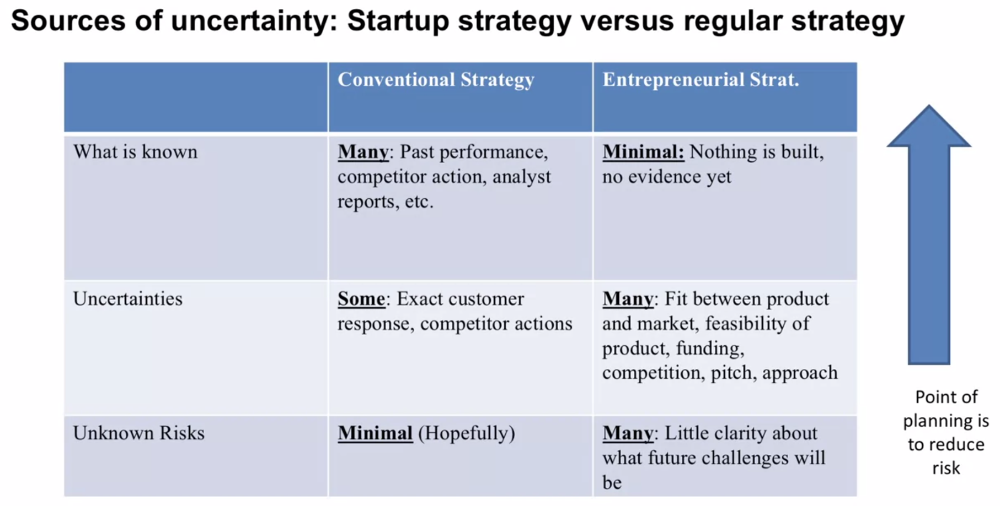 Sources of uncertainty: Startup strategy versus regular strategy
Conventional Strategy
Entrepreneurial Strat.
What is known
Many: Past performance,
competitor action, analyst
reports, etc.
Minimal: Nothing is built,
no evidence yet
Uncertainties
Some: Exact customer
response, competitor actions
Many: Fit between product
and market, feasibility of
product, funding,
competition, pitch, approach
Unknown Risks
Minimal (Hopefully)
Many: Little clarity about
what future challenges will
be
Point of
planning is
to reduce
risk